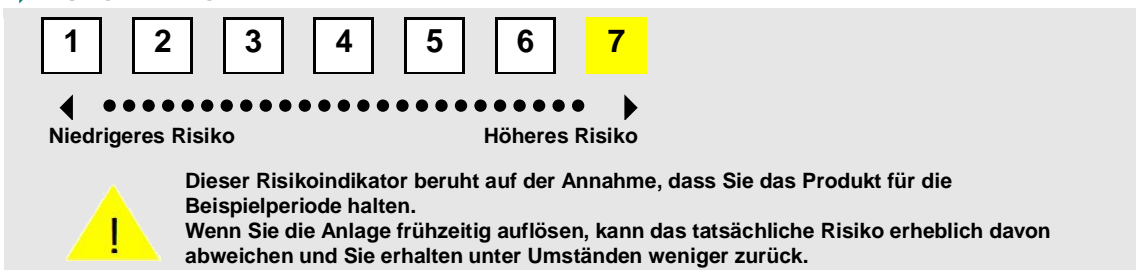 1 2 3 4 5 6 7
Niedrigeres Risiko Höheres Risiko
Dieser Risikoindikator beruht auf der Annahme, dass Sie das Produkt für die
Beispielperiode halten.
! Wenn Sie die Anlage frühzeitig auflösen, kann das tatsächliche Risiko erheblich davon
abweichen und Sie erhalten unter Umständen weniger zurück.